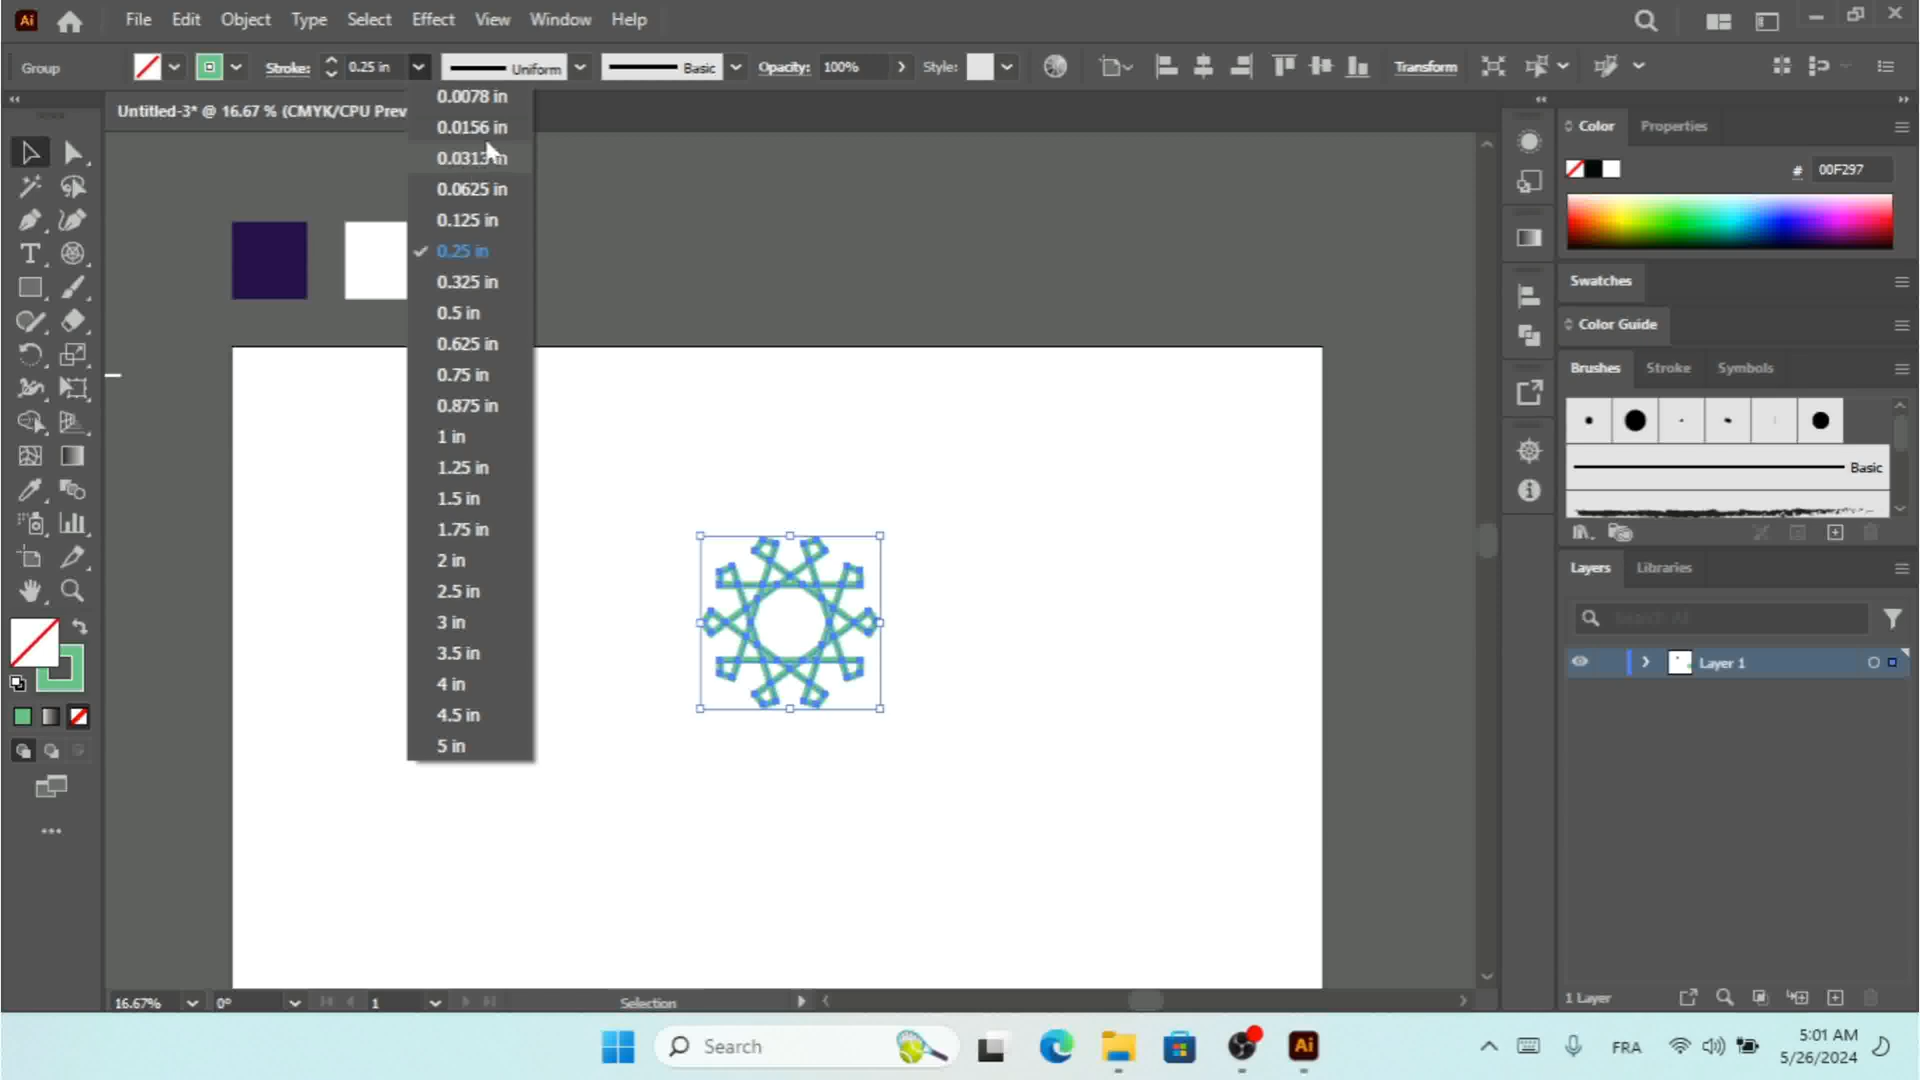 Ai File Edit Object Type Select Effect View Window Help
Group Stroke: 0.25 in Uniform Basic Opacity: 100% Style: Transform
Untitled-3* @ 16.67 % (CMYK/CPU Prev
0.0078 in
0.0156 in
0.0313 in
0.0625 in
0.125 in
0.25 in
0.325 in
0.5 in
0.625 in
0.75 in
0.875 in
1 in
1.25 in
1.5 in
1.75 in
2 in
2.5 in
3 in
3.5 in
4 in
4.5 in
5 in
Color Properties
# 00F297
Swatches
Color Guide
Brushes Stroke Symbols
Basic
Layers Libraries
Search All
Layer 1
1 Layer
16.67% 0° 1 Selection
Search
Ai
FRA
5:01 AM
5/26/2024